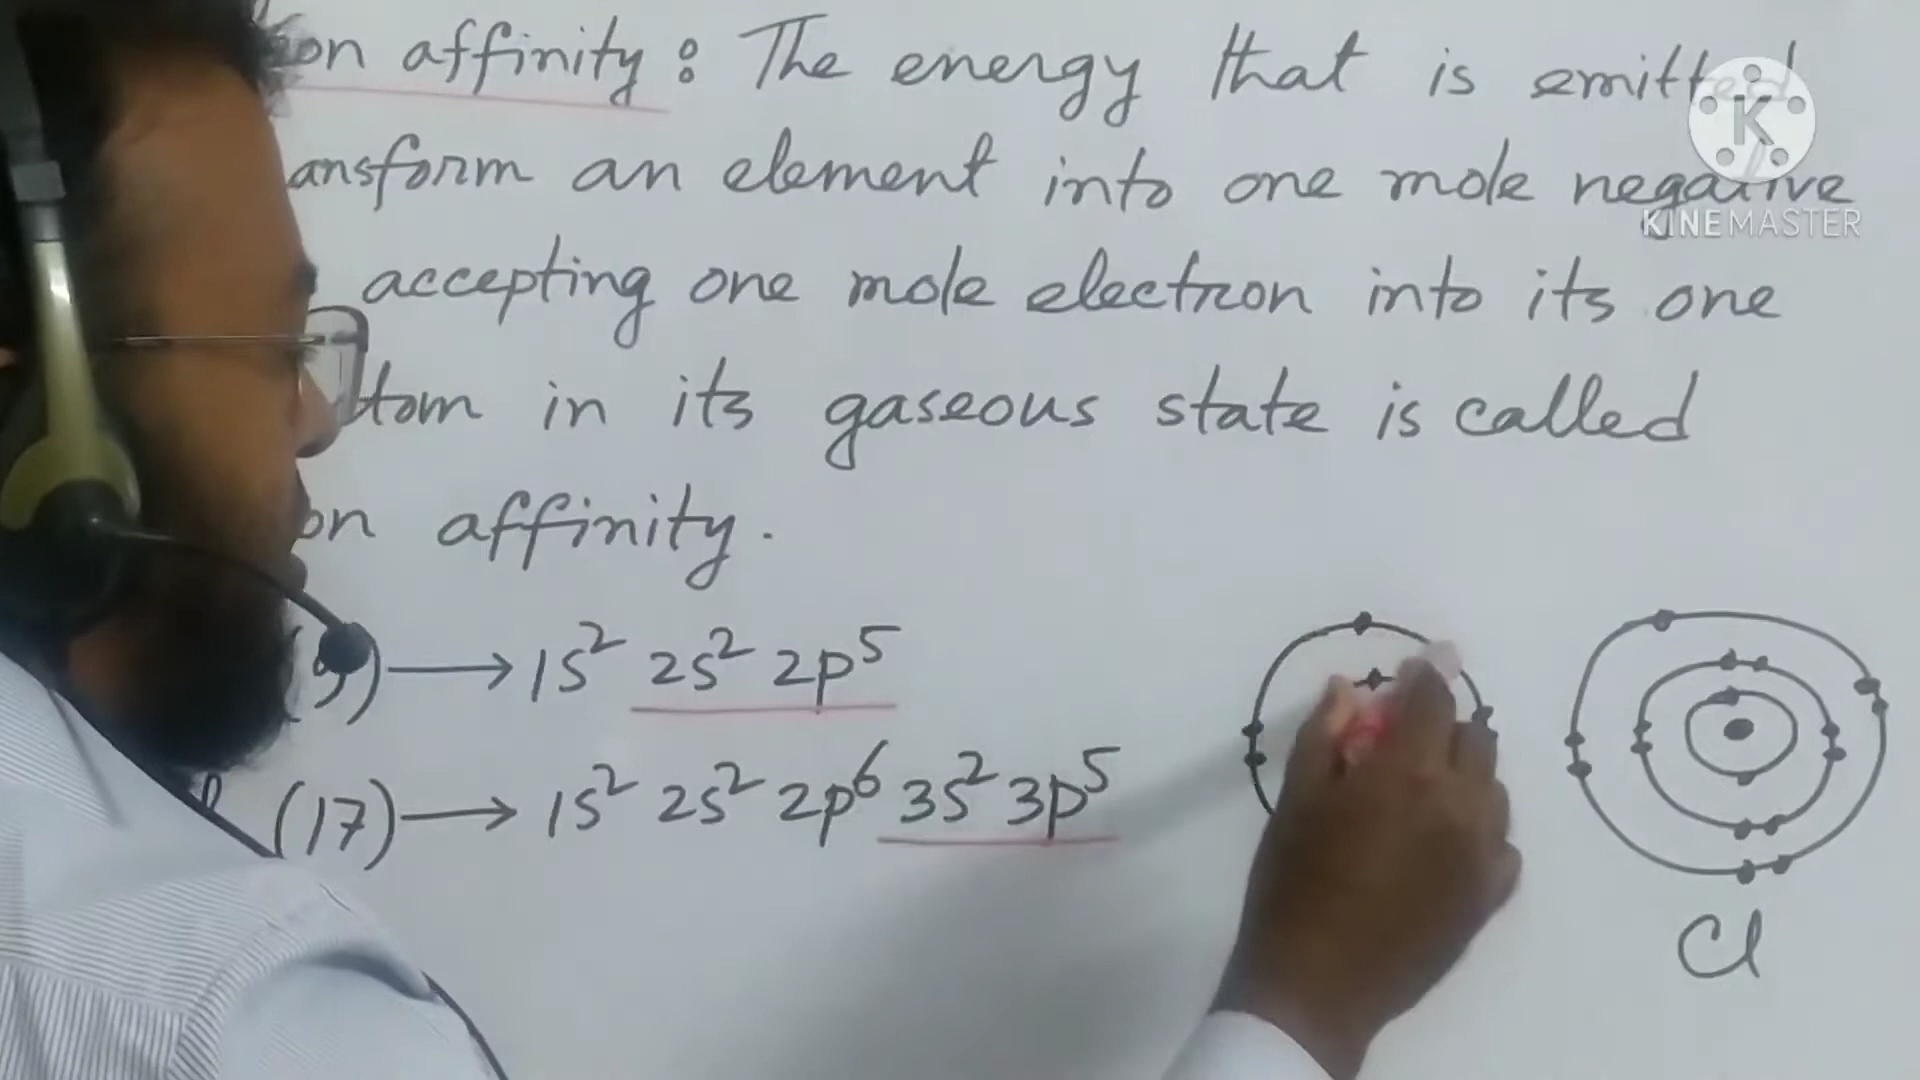 on affinity : The energy that is emitted
ansform an element into one mole negative
accepting one mole electron into its one
tom in its gaseous state is called
on affinity.
(9) → 1s² 2s² 2p⁵
(17) → 1s² 2s² 2p⁶ 3s² 3p⁵
Cl
K
KINEMASTER